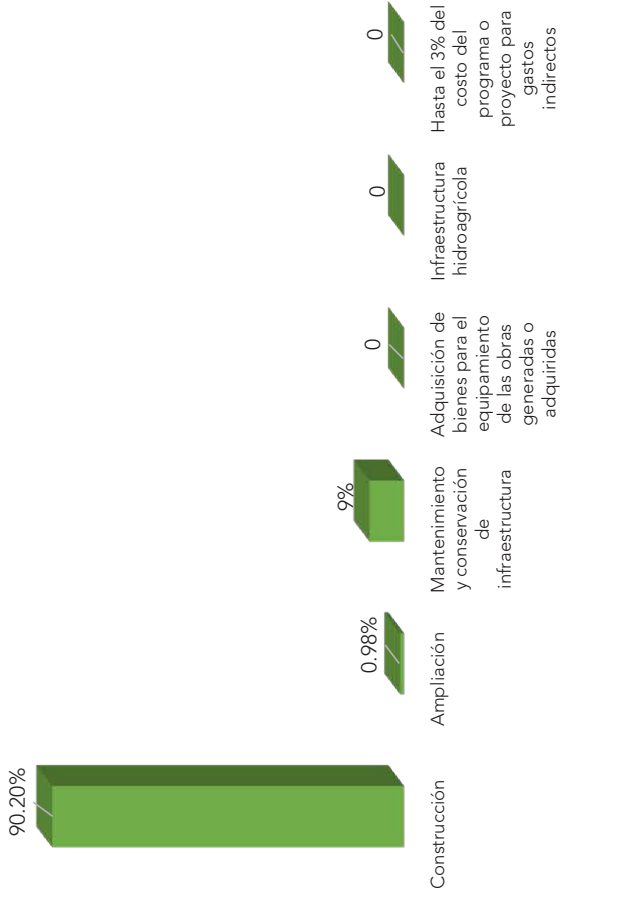 90.20%
0.98%
9%
0
0
0
Construcción
Ampliación
Mantenimiento
y conservación
de
infraestructura
Adquisición de
bienes para el
equipamiento
de las obras
generadas o
adquiridas
Infraestructura
hidroagrícola
Hasta el 3% del
costo del
programa o
proyecto para
gastos
indirectos